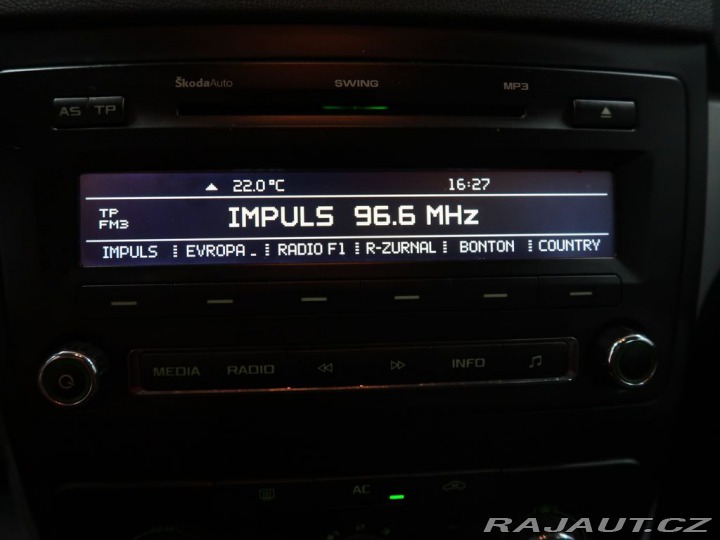 ŠkodaAuto SWING MP3
AS TP
22.0 °C 16:27
TP
FM3
IMPULS 96.6 MHz
IMPULS EVROPA_ RADIO F1 R-ZURNAL BONTON COUNTRY
MEDIA RADIO INFO
AC
RAJAUT.CZ